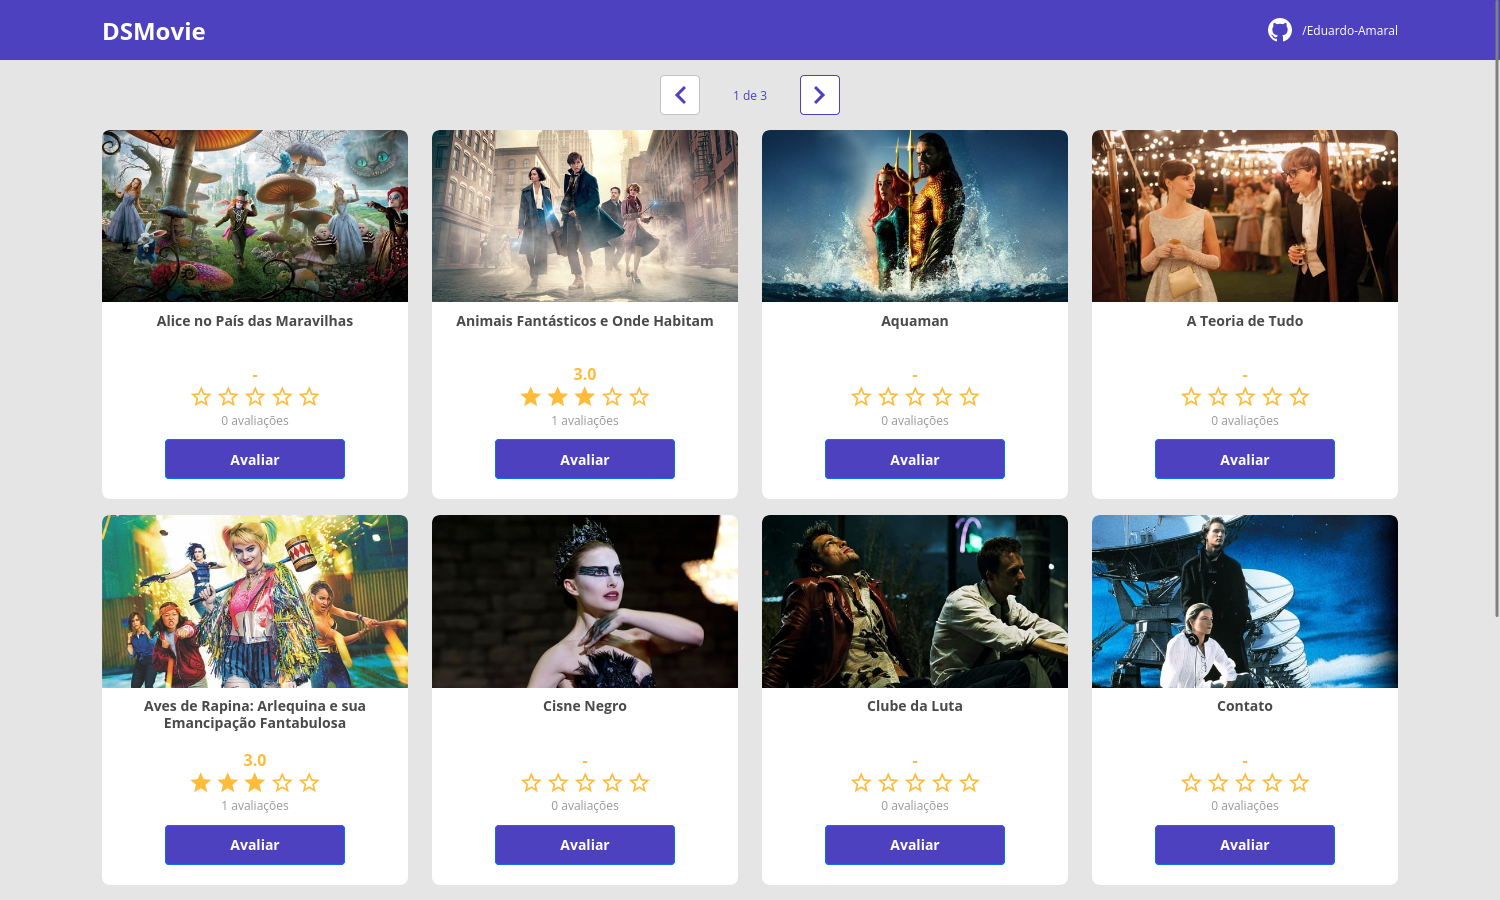 DSMovie
/Eduardo-Amaral
1 de 3
Alice no País das Maravilhas
-
0 avaliações
Avaliar
Animais Fantásticos e Onde Habitam
3.0
1 avaliações
Avaliar
Aquaman
-
0 avaliações
Avaliar
A Teoria de Tudo
-
0 avaliações
Avaliar
Aves de Rapina: Arlequina e sua
Emancipação Fantabulosa
3.0
1 avaliações
Avaliar
Cisne Negro
-
0 avaliações
Avaliar
Clube da Luta
-
0 avaliações
Avaliar
Contato
-
0 avaliações
Avaliar